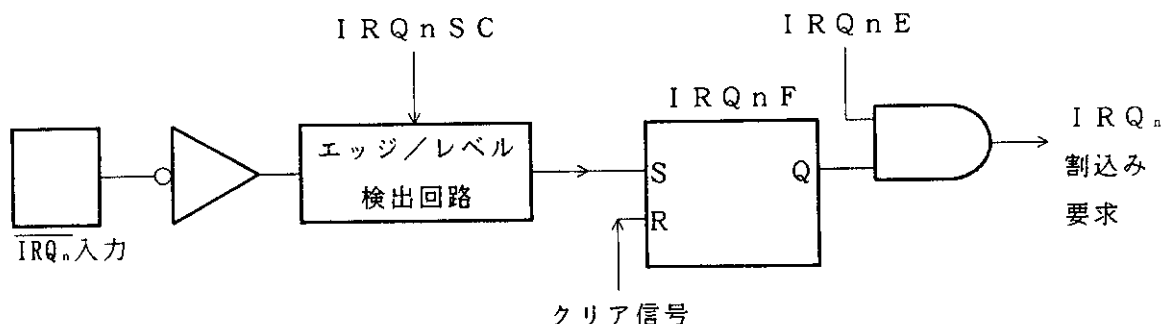 IRQnSC
IRQnE
IRQnF
エッジ/レベル
検出回路
S
Q
R
IRQn
割込み
要求
IRQn入力
クリア信号